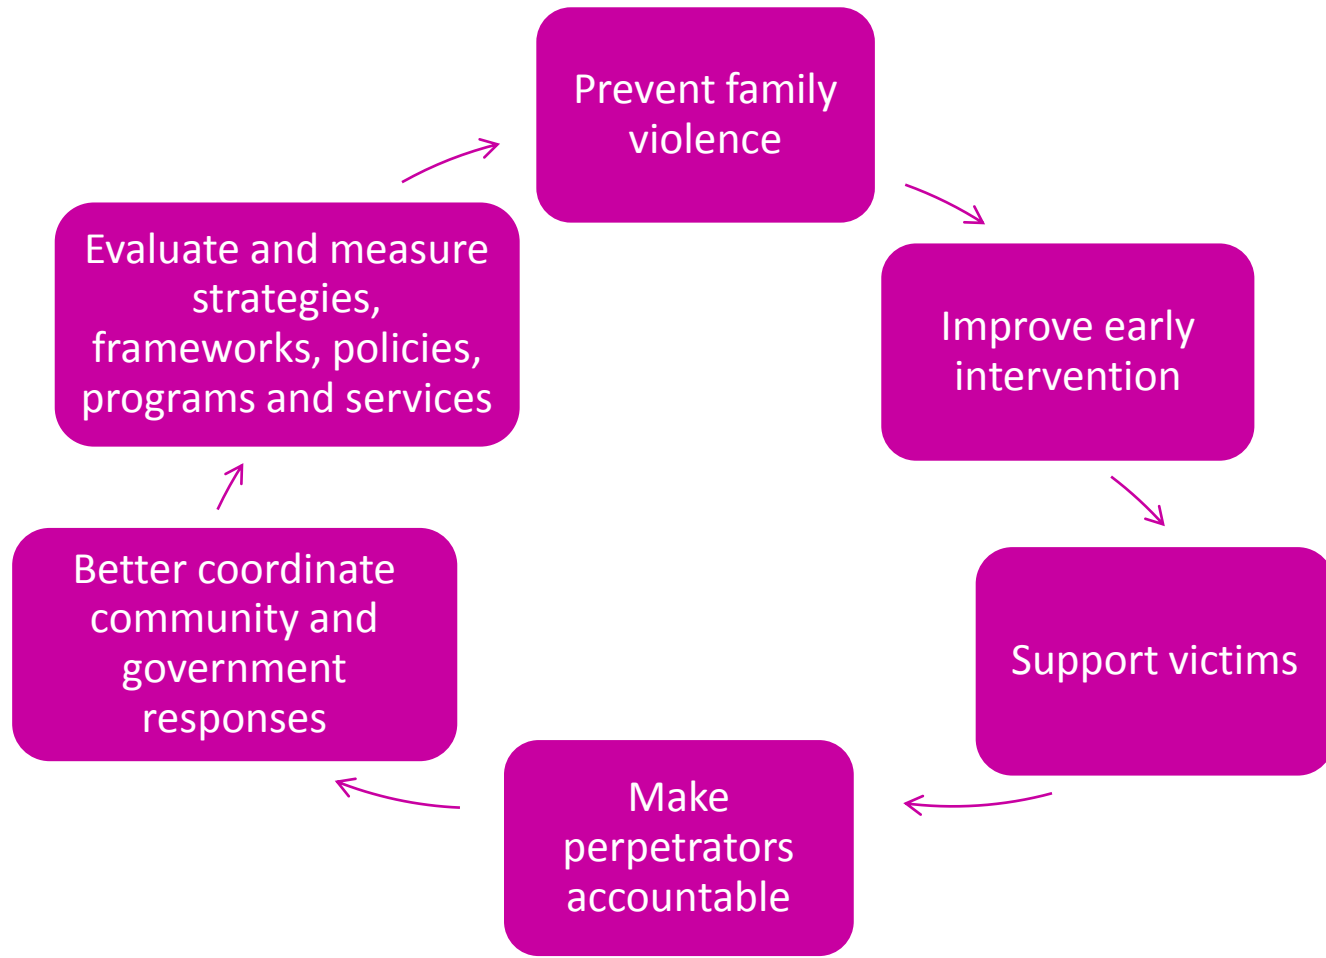 Prevent family
violence
Improve early
intervention
Support victims
Make
perpetrators
accountable
Better coordinate
community and
government
responses
Evaluate and measure
strategies,
frameworks, policies,
programs and services